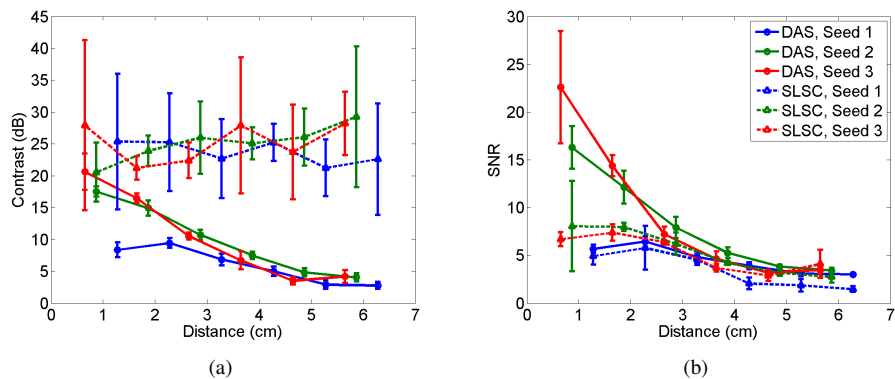 45
40
35
30
25
20
15
10
5
0
Contrast (dB)
0 1 2 3 4 5 6 7
Distance (cm)
(a)
30
25
20
15
10
5
0
SNR
0 1 2 3 4 5 6 7
Distance (cm)
DAS, Seed 1
DAS, Seed 2
DAS, Seed 3
SLSC, Seed 1
SLSC, Seed 2
SLSC, Seed 3
(b)